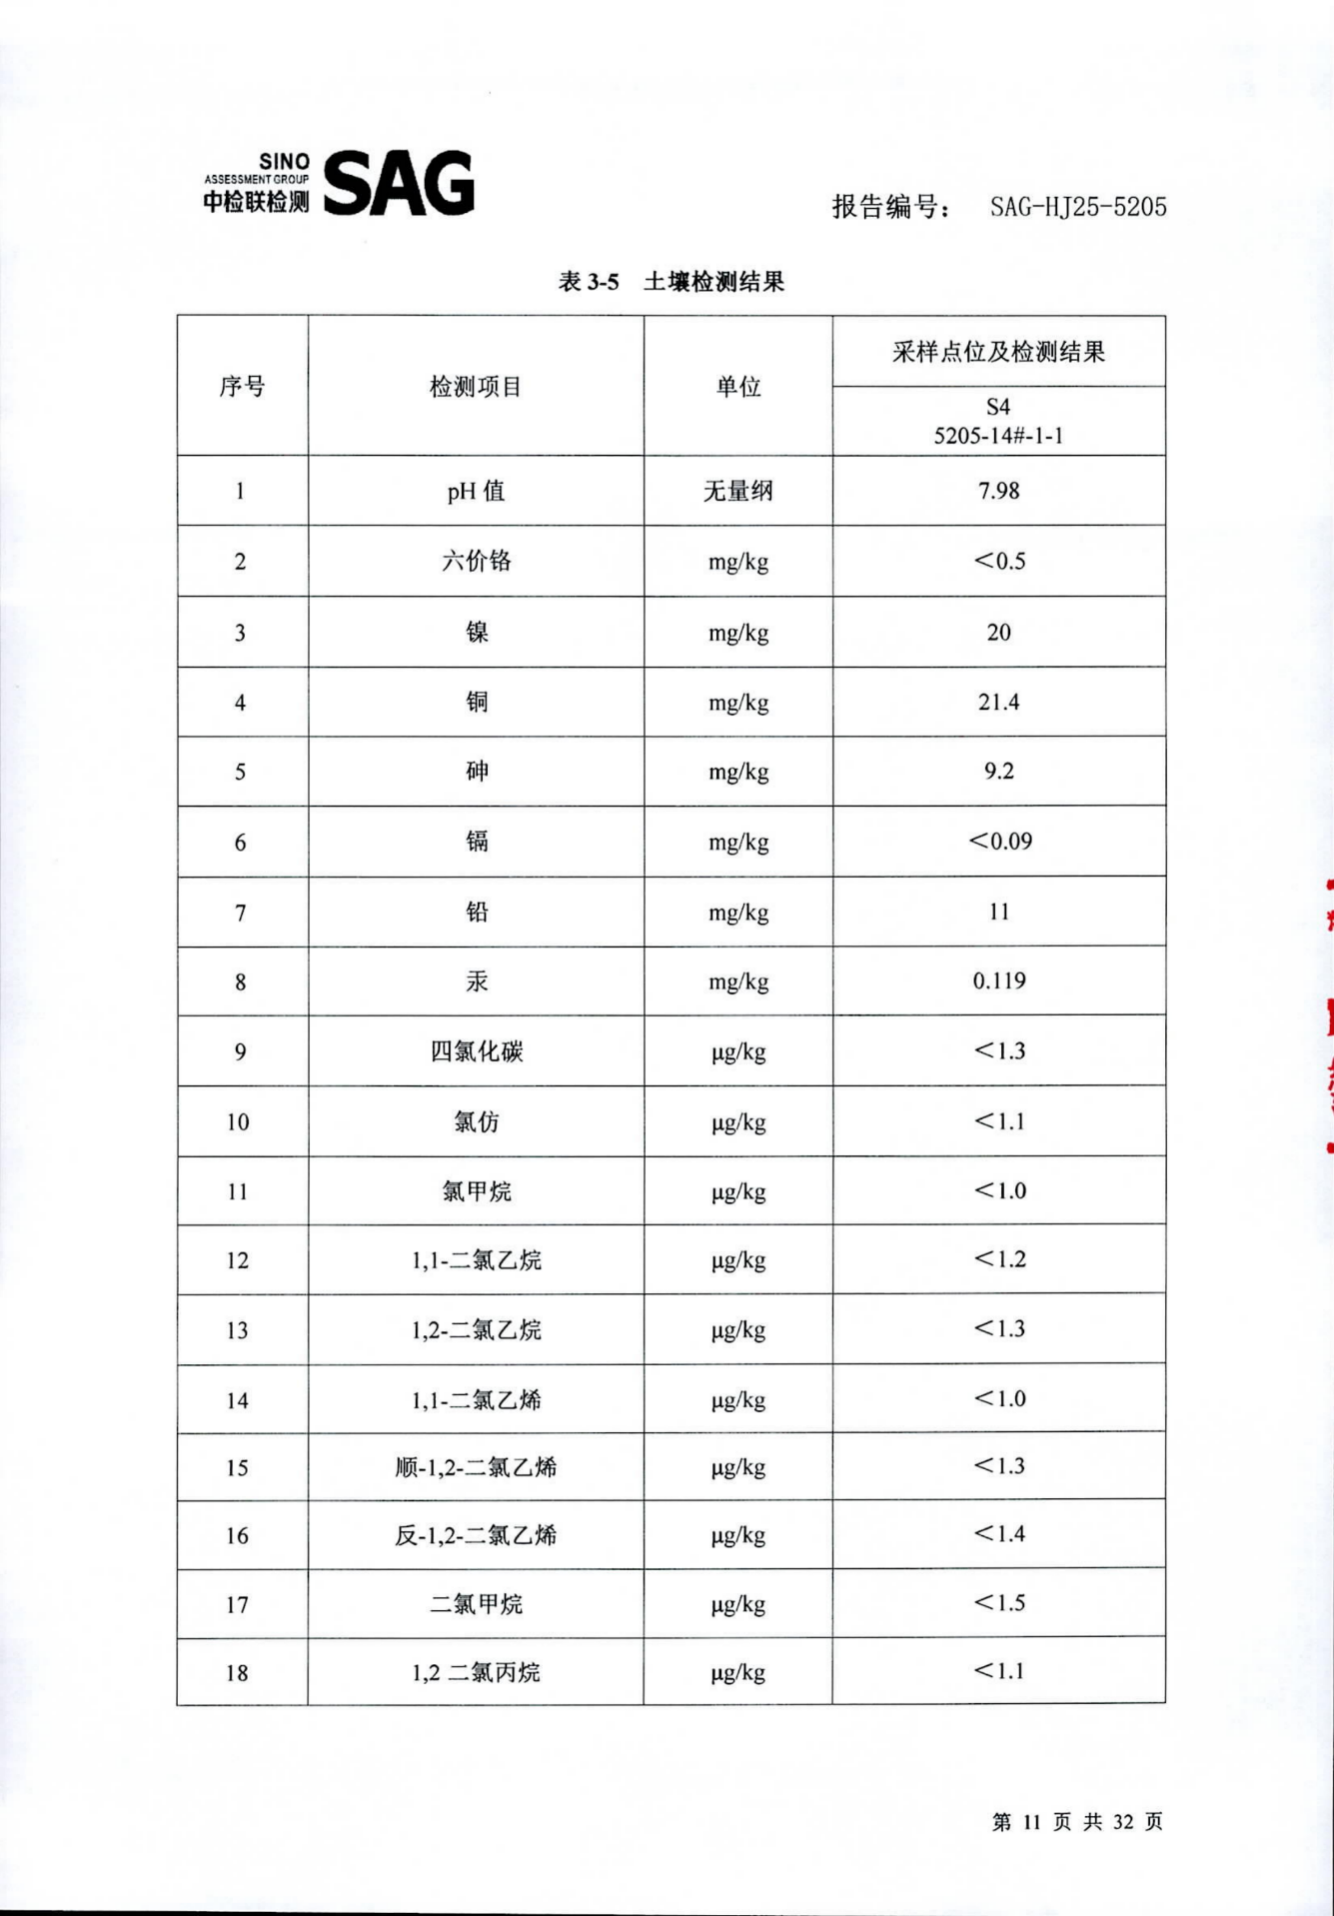 SINO
ASSESSMENT GROUP
中检联检测
SAG
报告编号： SAG-HJ25-5205
表 3-5 土壤检测结果
序号 检测项目 单位 采样点位及检测结果
S4
5205-14#-1-1
1 pH 值 无量纲 7.98
2 六价铬 mg/kg ＜0.5
3 镍 mg/kg 20
4 铜 mg/kg 21.4
5 砷 mg/kg 9.2
6 镉 mg/kg ＜0.09
7 铅 mg/kg 11
8 汞 mg/kg 0.119
9 四氯化碳 μg/kg ＜1.3
10 氯仿 μg/kg ＜1.1
11 氯甲烷 μg/kg ＜1.0
12 1,1-二氯乙烷 μg/kg ＜1.2
13 1,2-二氯乙烷 μg/kg ＜1.3
14 1,1-二氯乙烯 μg/kg ＜1.0
15 顺-1,2-二氯乙烯 μg/kg ＜1.3
16 反-1,2-二氯乙烯 μg/kg ＜1.4
17 二氯甲烷 μg/kg ＜1.5
18 1,2 二氯丙烷 μg/kg ＜1.1
第 11 页 共 32 页